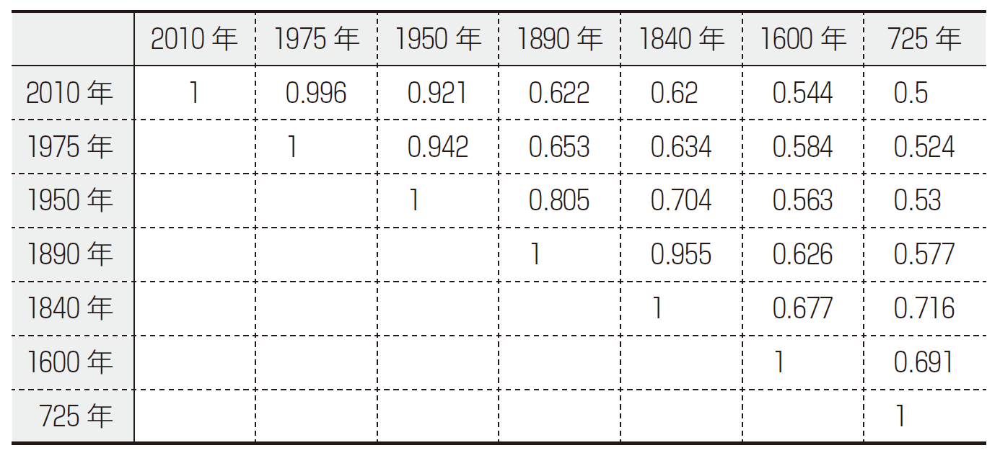 2010 年 1975 年 1950 年 1890 年 1840 年 1600 年 725 年
2010 年 1 0.996 0.921 0.622 0.62 0.544 0.5
1975 年 1 0.942 0.653 0.634 0.584 0.524
1950 年 1 0.805 0.704 0.563 0.53
1890 年 1 0.955 0.626 0.577
1840 年 1 0.677 0.716
1600 年 1 0.691
725 年 1